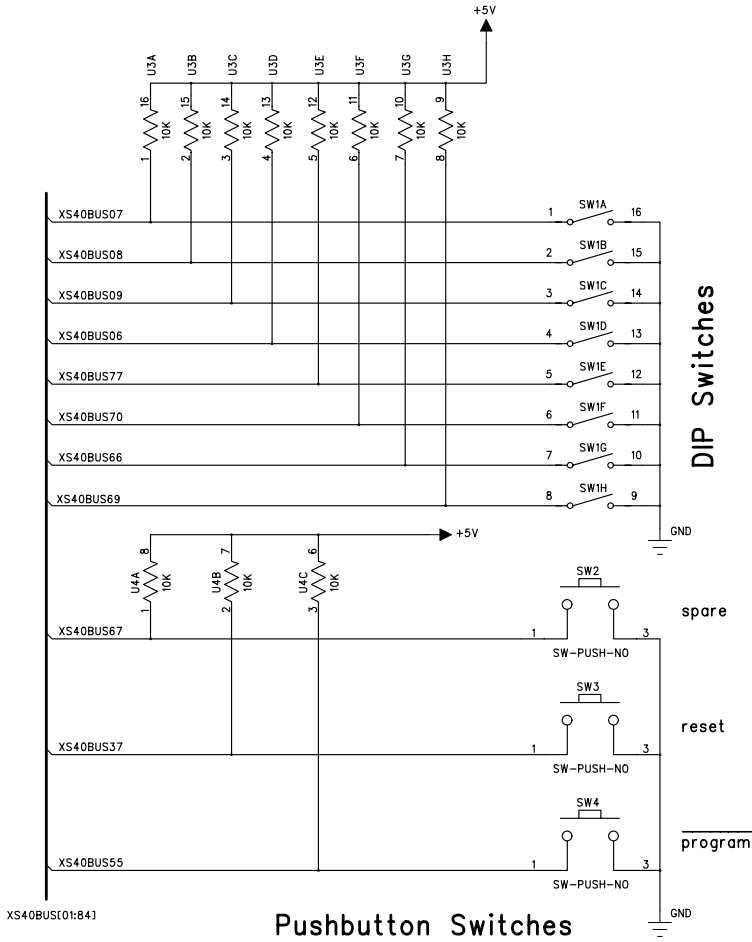 +5V
U3A U3B U3C U3D U3E U3F U3G U3H
16 15 14 13 12 11 10 9
10K 10K 10K 10K 10K 10K 10K 10K
1 2 3 4 5 6 7 8
XS40BUS07 1 SW1A 16
XS40BUS08 2 SW1B 15
XS40BUS09 3 SW1C 14
XS40BUS06 4 SW1D 13
XS40BUS77 5 SW1E 12
XS40BUS70 6 SW1F 11
XS40BUS66 7 SW1G 10
XS40BUS69 8 SW1H 9
DIP Switches
GND
+5V
8 7 6
U4A 10K U4B 10K U4C 10K
1 2 3
SW2
spare
XS40BUS67 1 3
SW-PUSH-NO
SW3
reset
XS40BUS37 1 3
SW-PUSH-NO
SW4
program
XS40BUS55 1 3
SW-PUSH-NO
XS40BUS[01:84]
GND
Pushbutton Switches